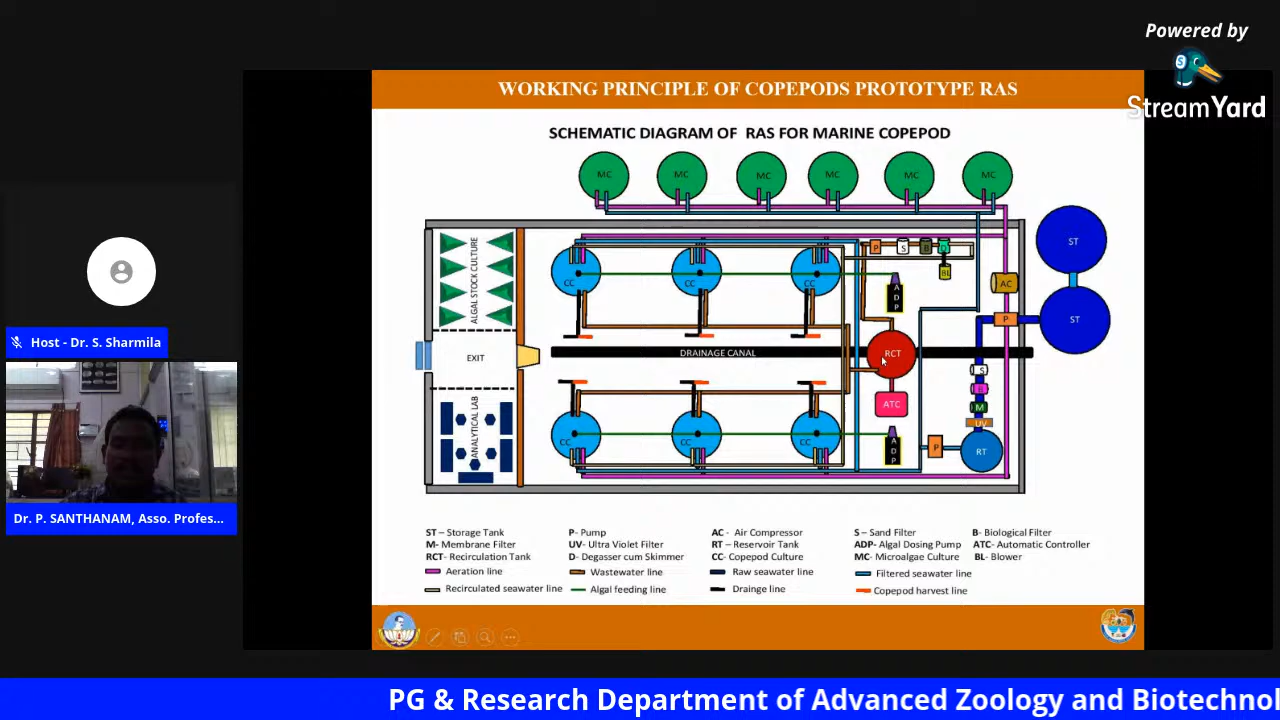 Powered by
StreamYard
WORKING PRINCIPLE OF COPEPODS PROTOTYPE RAS
SCHEMATIC DIAGRAM OF RAS FOR MARINE COPEPOD
MC MC MC MC MC MC
ALGAL STOCK CULTURE
CC CC CC
P S B D
BL
ADP
AC
ST
ST
P
EXIT
DRAINAGE CANAL
RCT
ATC
S
B
M
UV
RT
P
ANALYTICAL LAB
CC CC CC
ADP
ST – Storage Tank P- Pump AC - Air Compressor S – Sand Filter B- Biological Filter
M- Membrane Filter UV- Ultra Violet Filter RT – Reservoir Tank ADP- Algal Dosing Pump ATC- Automatic Controller
RCT- Recirculation Tank D- Degasser cum Skimmer CC- Copepod Culture MC- Microalgae Culture BL- Blower
Aeration line Wastewater line Raw seawater line Filtered seawater line
Recirculated seawater line Algal feeding line Drainge line Copepod harvest line
Host - Dr. S. Sharmila
Dr. P. SANTHANAM, Asso. Profes...
PG & Research Department of Advanced Zoology and Biotechnol